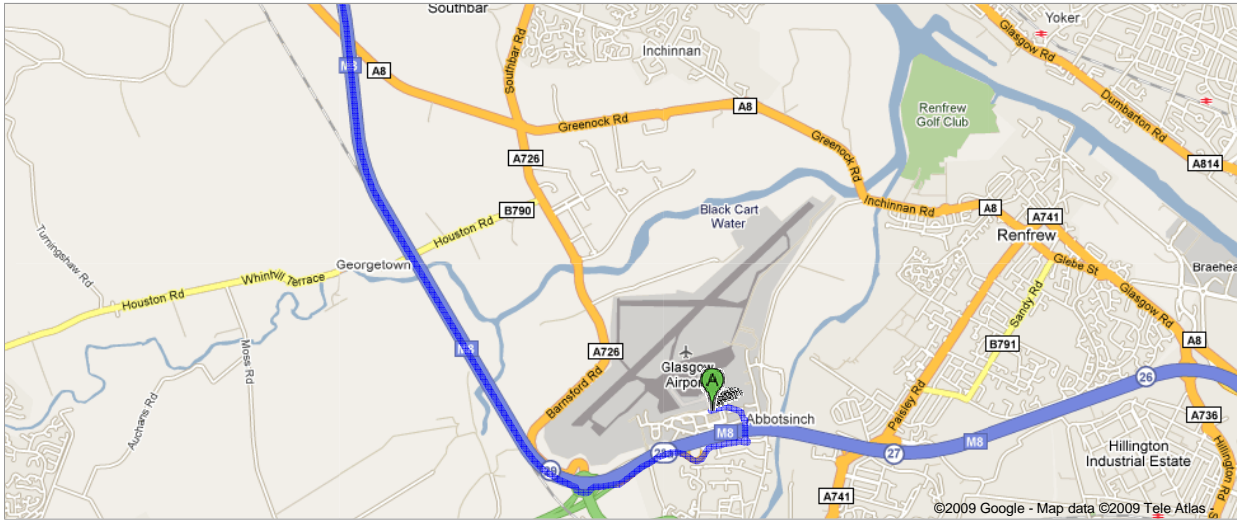 Southbar
Yoker
Glasgow Rd
Inchinnan
M8
A8
Southbar Rd
A8
Renfrew
Golf Club
Dumbarton Rd
Greenock Rd
Greenock Rd
A726
A814
B790
Houston Rd
Black Cart
Water
Inchinnan Rd
A8
A741
Renfrew
Turningshaw Rd
Georgetown
Glebe St
Braehea
Whinhill Terrace
Houston Rd
Sandy Rd
Glasgow Rd
B791
A8
Moss Rd
M8
A726
Glasgow
Airport
A
Barnsford Rd
26
Paisley Rd
Auchans Rd
Abbotsinch
M8
A736
M8
Hillington
Industrial Estate
Hillington Rd
28
27
29
A741
©2009 Google - Map data ©2009 Tele Atlas -